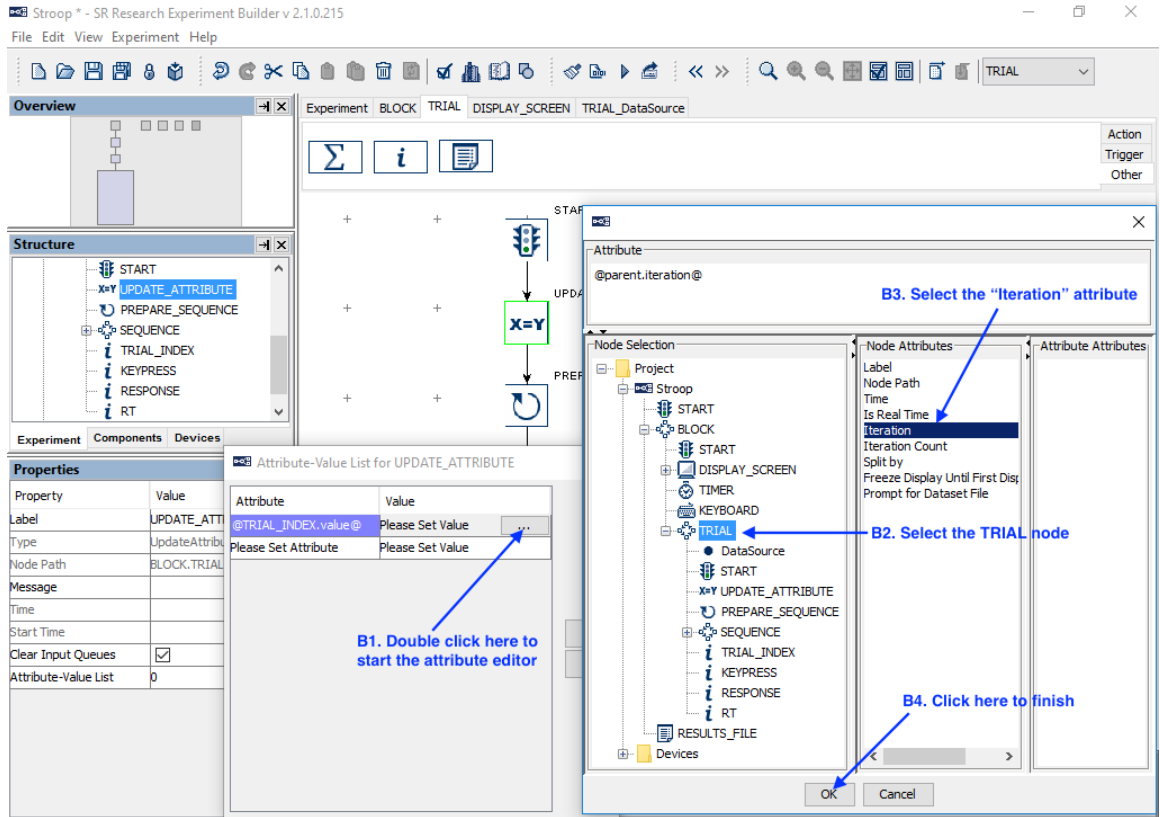 Stroop * - SR Research Experiment Builder v 2.1.0.215
File Edit View Experiment Help
TRIAL
Overview
Experiment BLOCK TRIAL DISPLAY_SCREEN TRIAL_DataSource
Action
Trigger
Other
Structure
START
UPDATE_ATTRIBUTE
PREPARE_SEQUENCE
SEQUENCE
TRIAL_INDEX
KEYPRESS
RESPONSE
RT
Experiment Components Devices
STAR
UPDA
X=Y
PREP
Properties
Property Value
Label UPDATE_ATT
Type UpdateAttribu
Node Path BLOCK.TRIAL
Message
Time
Start Time
Clear Input Queues
Attribute-Value List 0
Attribute-Value List for UPDATE_ATTRIBUTE
Attribute Value
@TRIAL_INDEX.value@ Please Set Value ...
Please Set Attribute Please Set Value
B1. Double click here to
start the attribute editor
Attribute
@parent.iteration@
B3. Select the “Iteration” attribute
Node Selection
Project
Stroop
START
BLOCK
START
DISPLAY_SCREEN
TIMER
KEYBOARD
TRIAL
DataSource
START
X=Y UPDATE_ATTRIBUTE
PREPARE_SEQUENCE
SEQUENCE
TRIAL_INDEX
KEYPRESS
RESPONSE
RT
RESULTS_FILE
Devices
Node Attributes
Label
Node Path
Time
Is Real Time
Iteration
Iteration Count
Split by
Freeze Display Until First Disp
Prompt for Dataset File
Attribute Attributes
B2. Select the TRIAL node
B4. Click here to finish
OK Cancel